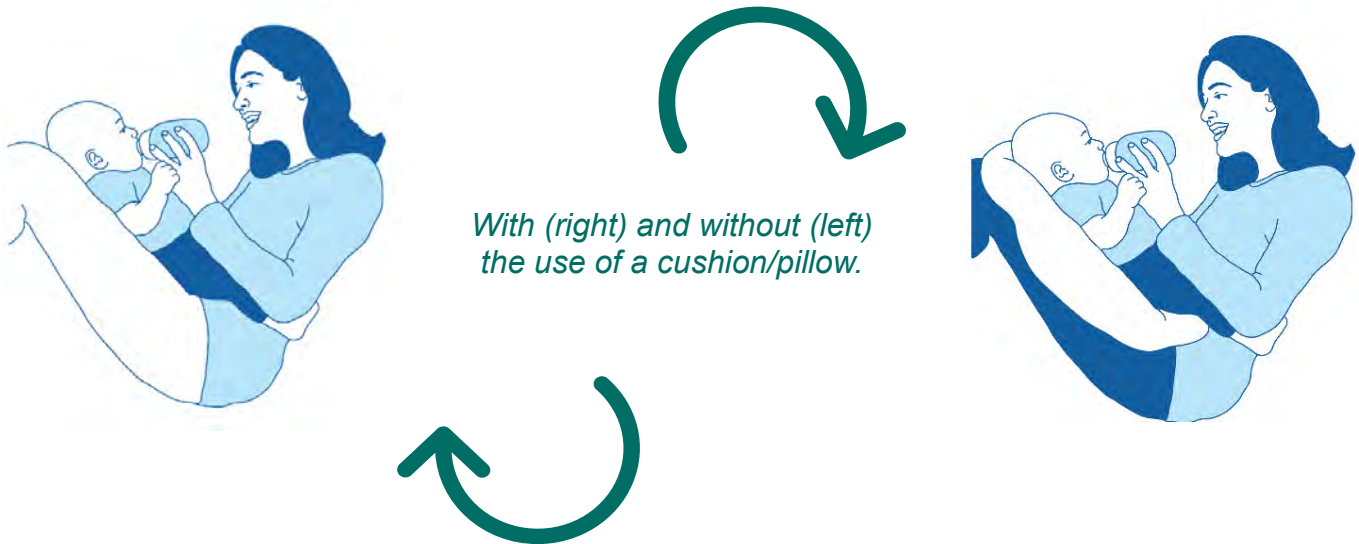 With (right) and without (left)
the use of a cushion/pillow.